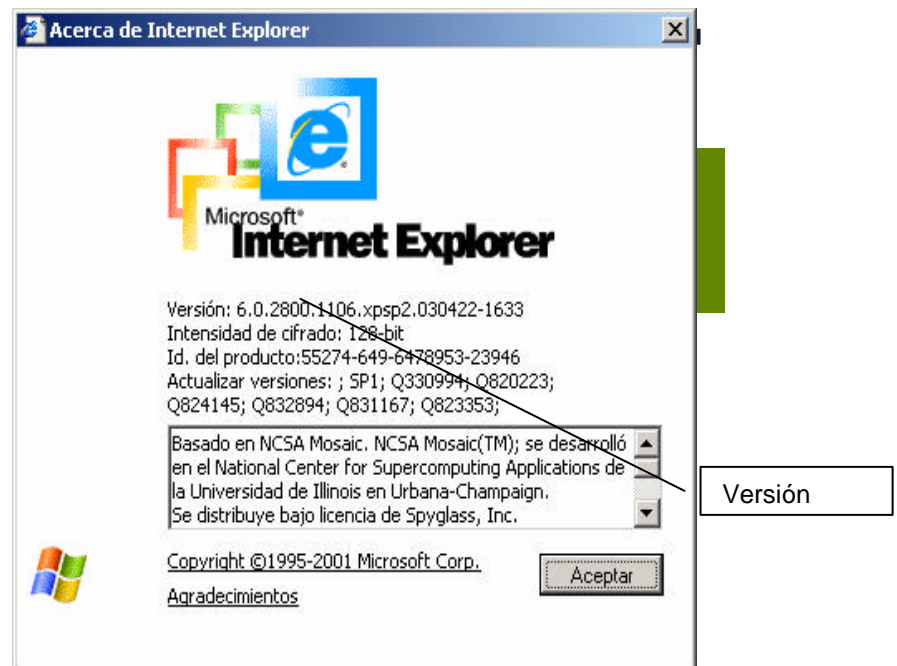 Acerca de Internet Explorer
Microsoft®
Internet Explorer
Versión: 6.0.2800.1106.xpsp2.030422-1633
Intensidad de cifrado: 128-bit
Id. del producto:55274-649-6478953-23946
Actualizar versiones: ; SP1; Q330994; Q820223;
Q824145; Q832894; Q831167; Q823353;
Basado en NCSA Mosaic. NCSA Mosaic(TM); se desarrolló
en el National Center for Supercomputing Applications de
la Universidad de Illinois en Urbana-Champaign.
Se distribuye bajo licencia de Spyglass, Inc.
Versión
Copyright ©1995-2001 Microsoft Corp.
Aceptar
Agradecimientos